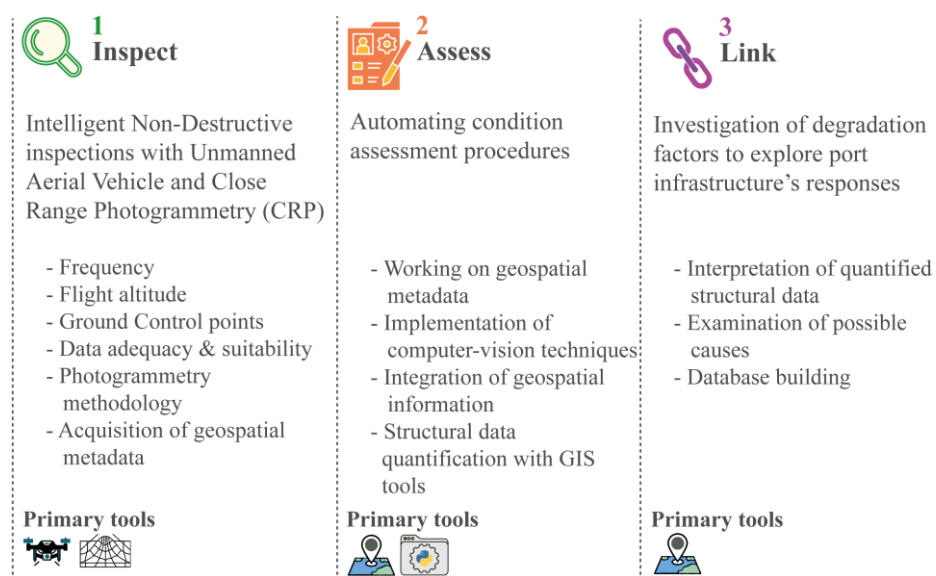 1
Inspect
Intelligent Non-Destructive
inspections with Unmanned
Aerial Vehicle and Close
Range Photogrammetry (CRP)
- Frequency
- Flight altitude
- Ground Control points
- Data adequacy & suitability
- Photogrammetry
methodology
- Acquisition of geospatial
metadata
Primary tools
2
Assess
Automating condition
assessment procedures
- Working on geospatial
metadata
- Implementation of
computer-vision techniques
- Integration of geospatial
information
- Structural data
quantification with GIS
tools
Primary tools
3
Link
Investigation of degradation
factors to explore port
infrastructure’s responses
- Interpretation of quantified
structural data
- Examination of possible
causes
- Database building
Primary tools